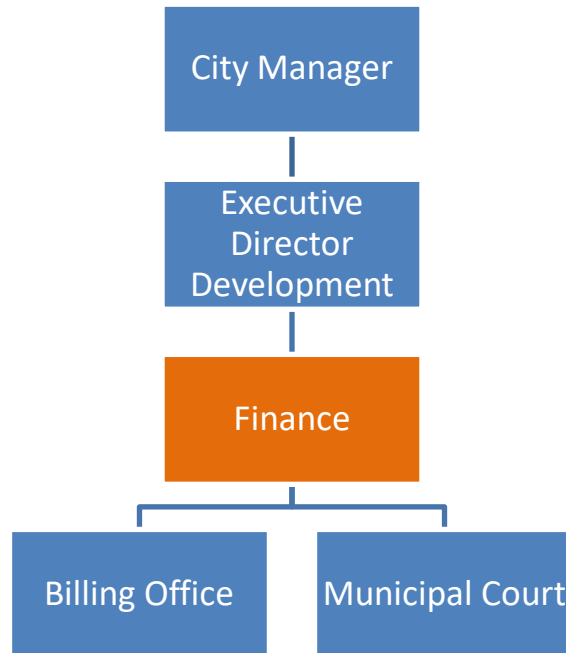 City Manager
Executive
Director
Development
Finance
Billing Office
Municipal Court